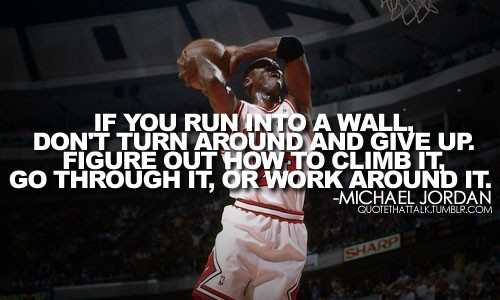 IF YOU RUN INTO A WALL,
DON'T TURN AROUND AND GIVE UP.
FIGURE OUT HOW TO CLIMB IT,
GO THROUGH IT, OR WORK AROUND IT.
-MICHAEL JORDAN
QUOTETHATTALK.TUMBLR.COM
SHARP